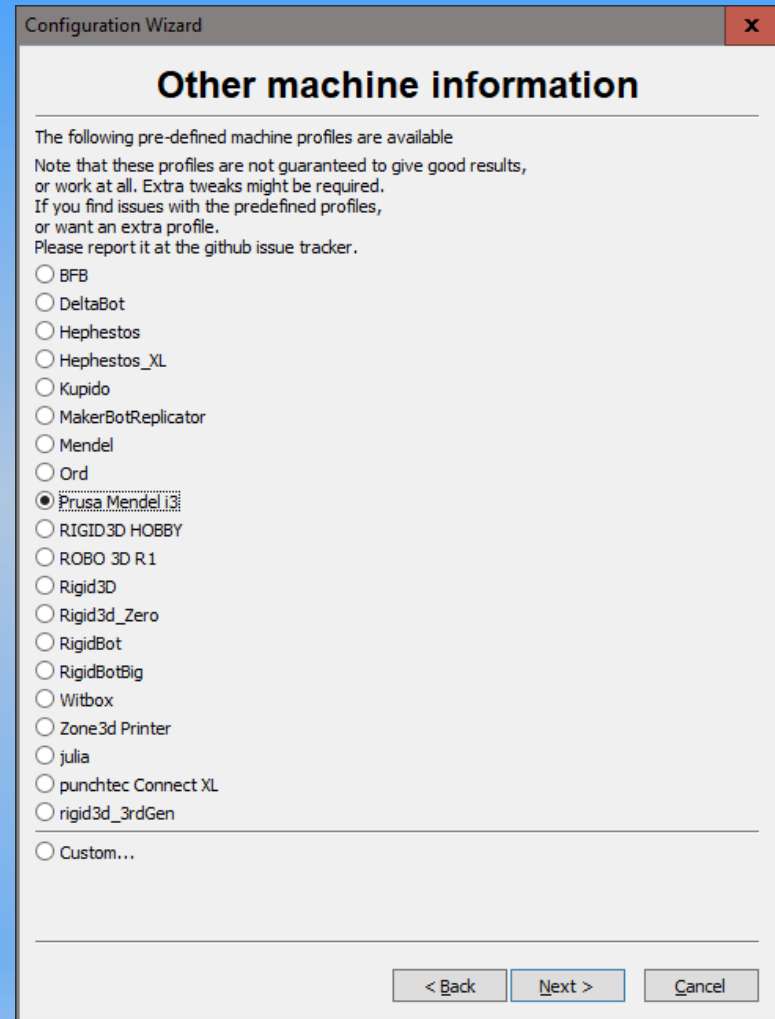 Configuration Wizard
x
Other machine information
The following pre-defined machine profiles are available
Note that these profiles are not guaranteed to give good results,
or work at all. Extra tweaks might be required.
If you find issues with the predefined profiles,
or want an extra profile.
Please report it at the github issue tracker.
BFB
DeltaBot
Hephestos
Hephestos_XL
Kupido
MakerBotReplicator
Mendel
Ord
Prusa Mendel i3
RIGID3D HOBBY
ROBO 3D R1
Rigid3D
Rigid3d_Zero
RigidBot
RigidBotBig
Witbox
Zone3d Printer
julia
punchtec Connect XL
rigid3d_3rdGen
Custom...
< Back Next > Cancel